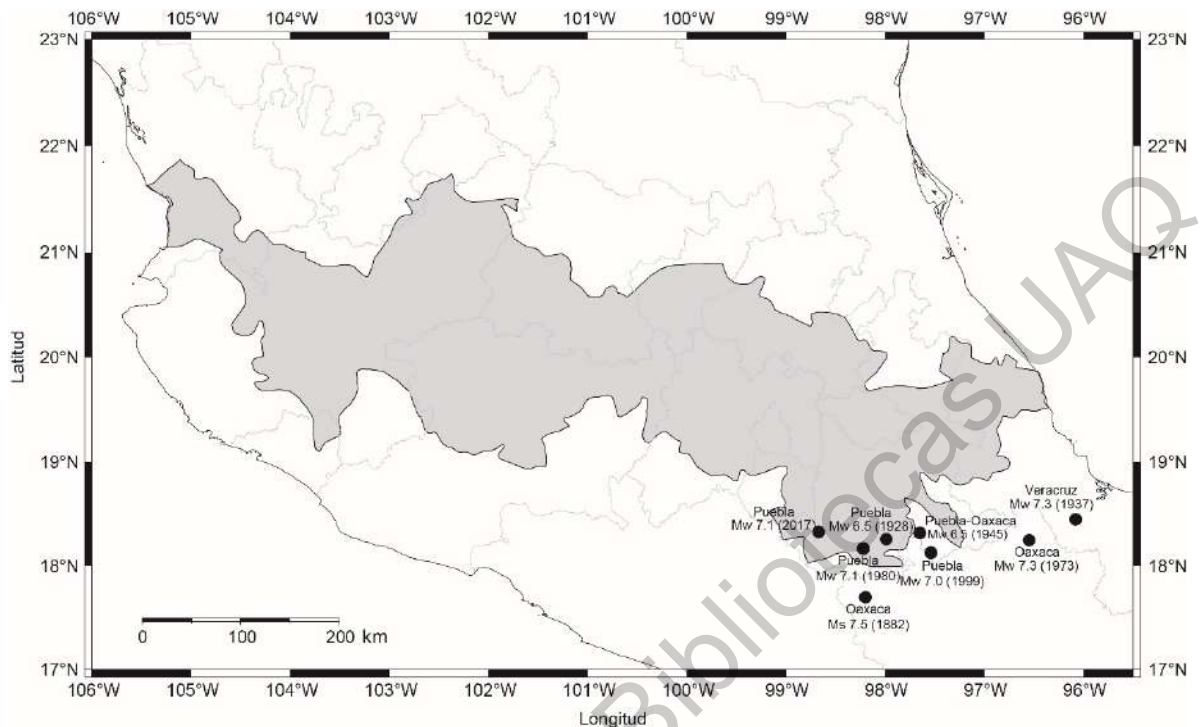 106°W 105°W 104°W 103°W 102°W 101°W 100°W 99°W 98°W 97°W 96°W
23°N 23°N
22°N 22°N
21°N 21°N
20°N 20°N
19°N 19°N
18°N 18°N
17°N 17°N
Latitud
Veracruz
Mw 7.3 (1937)
Puebla
Mw 7.1 (2017)
Puebla
Mw 6.5 (1928)
Puebla-Oaxaca
Mw 6.5 (1945)
Oaxaca
Mw 7.3 (1973)
Puebla
Mw 7.1 (1980)
Puebla
Mw 7.0 (1999)
Oaxaca
Ms 7.5 (1882)
0 100 200 km
106°W 105°W 104°W 103°W 102°W 101°W 100°W 99°W 98°W 97°W 96°W
Longitud
Bibliotecas UAQ